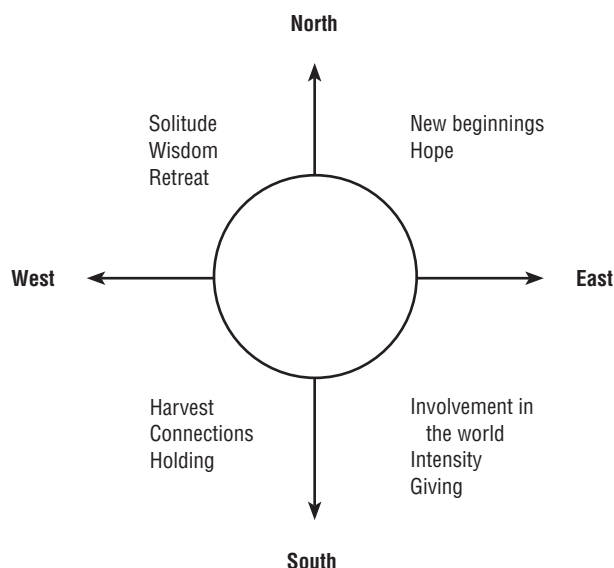 North
Solitude
Wisdom
Retreat
New beginnings
Hope
West
East
Harvest
Connections
Holding
Involvement in
the world
Intensity
Giving
South